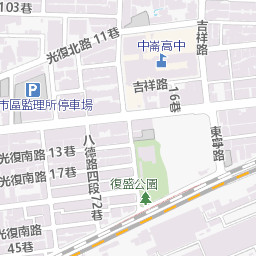 103巷
光復北路 11巷
吉祥路
中崙高中
吉祥路
16巷
市區監理所停車場
東寧路
光復南路 13巷
八德路四段 72巷
光復南路
復盛公園
光復南路
45巷